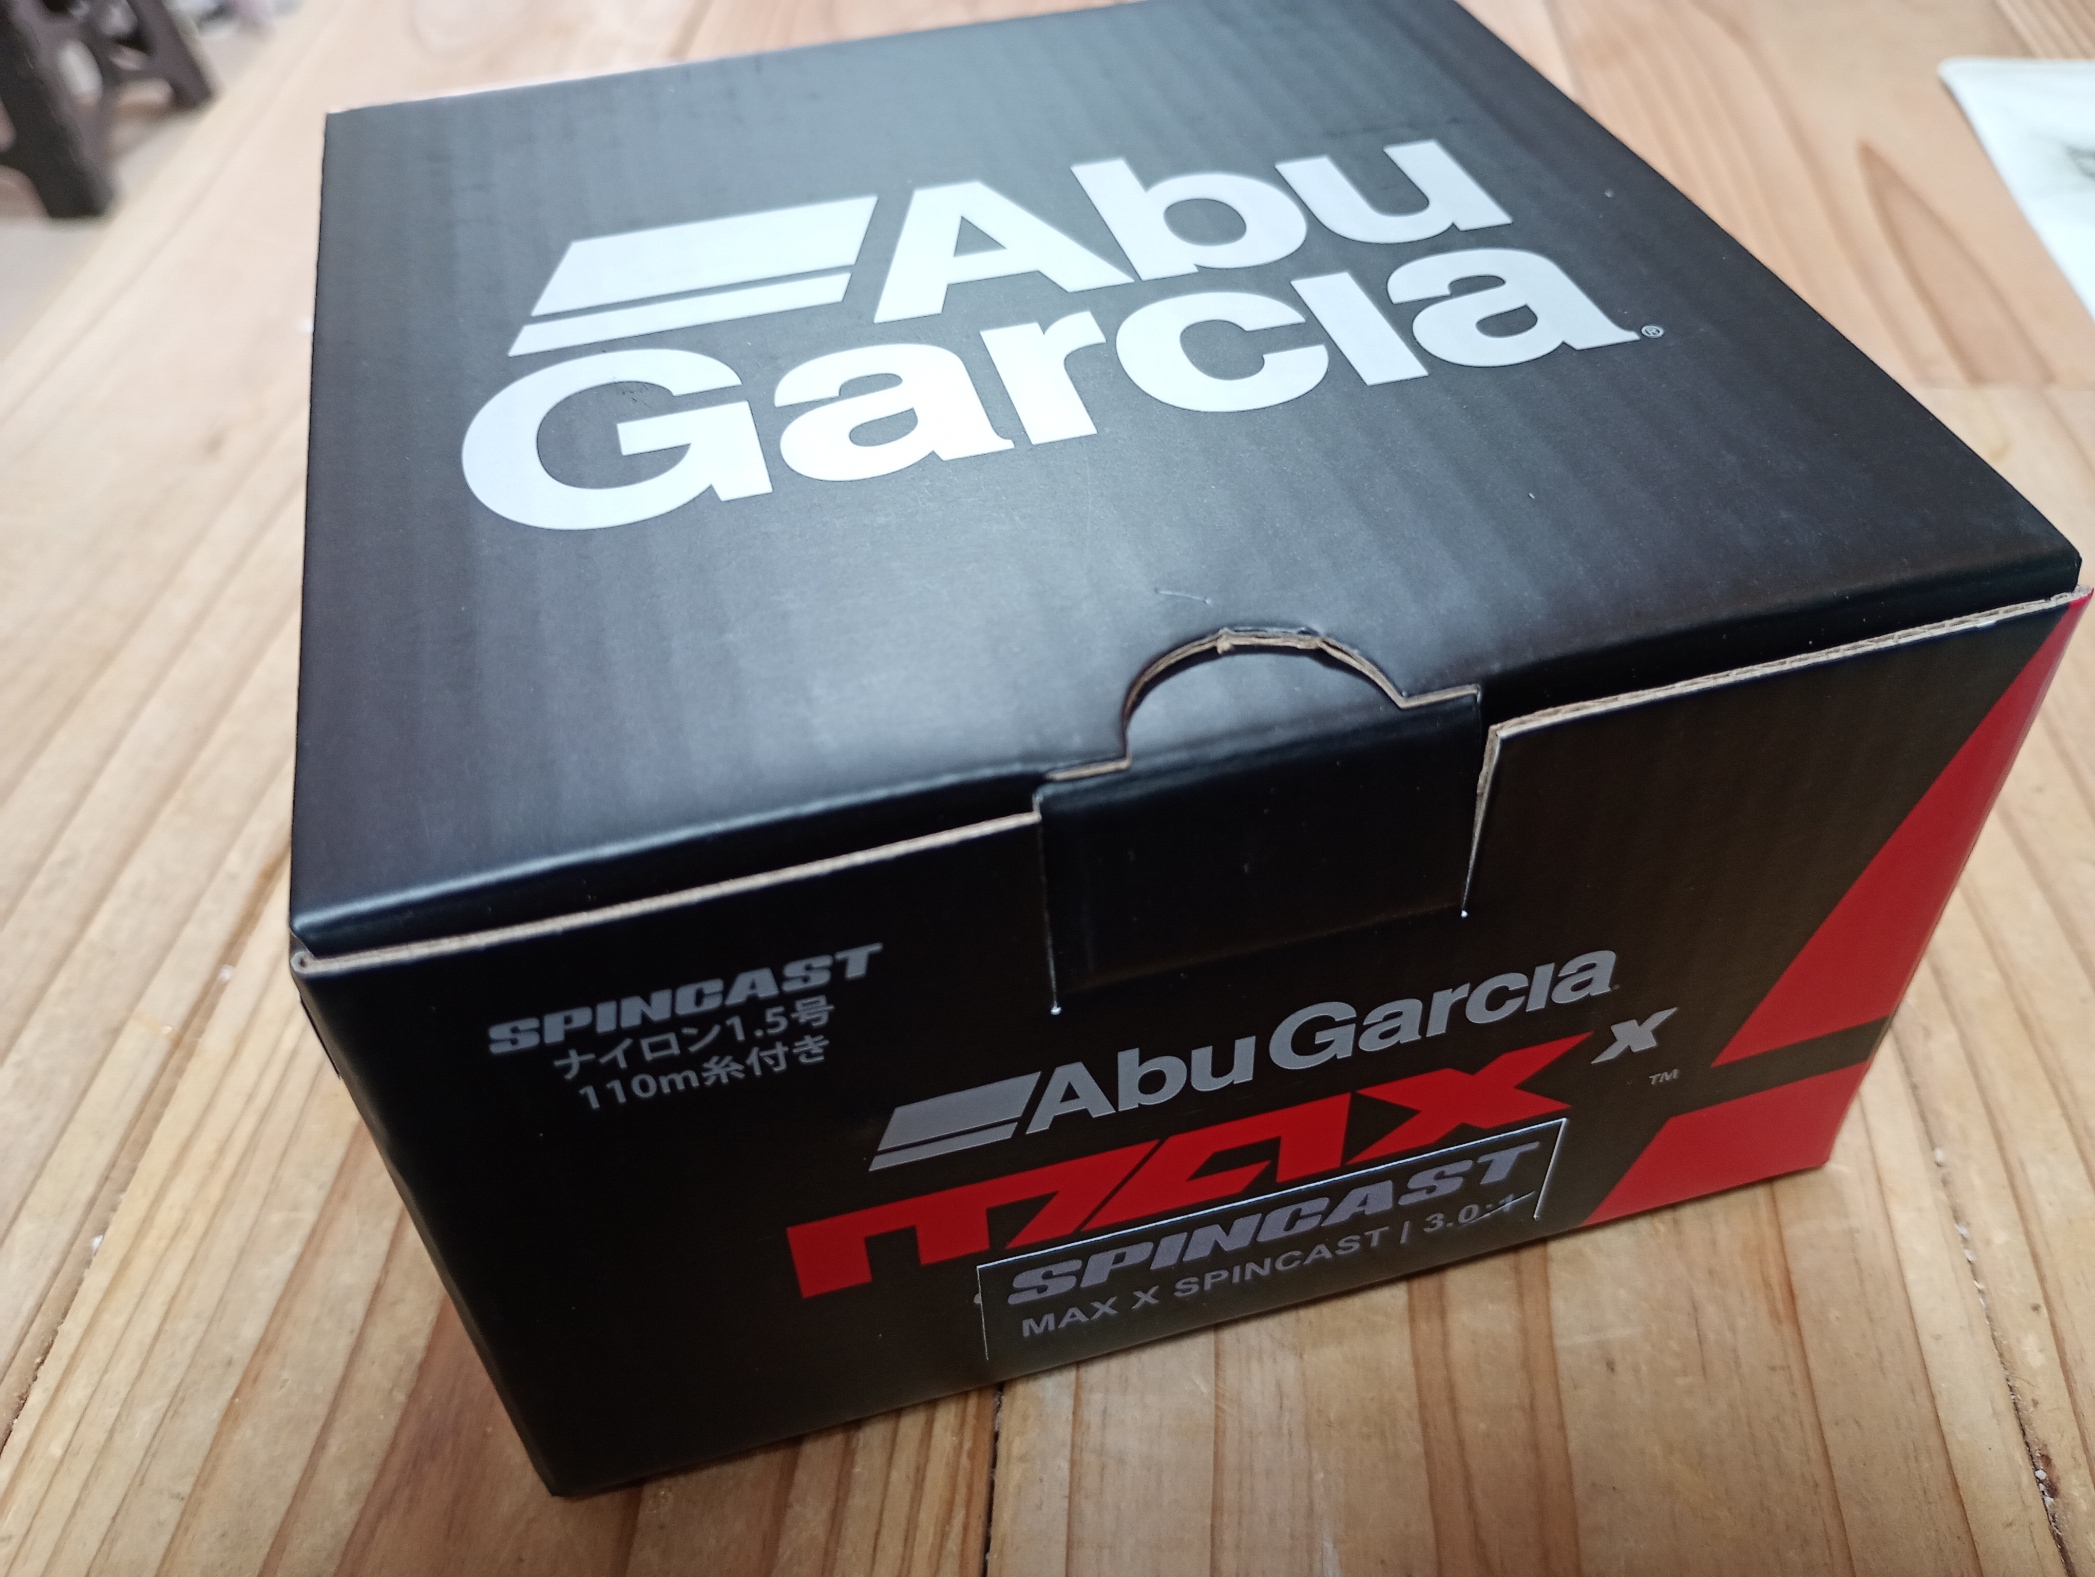 Abu
Garcia®
SPINCAST
ナイロン1.5号
110m糸付き
Abu Garcia
MAX X™
SPINCAST
MAX X SPINCAST | 3.0:1